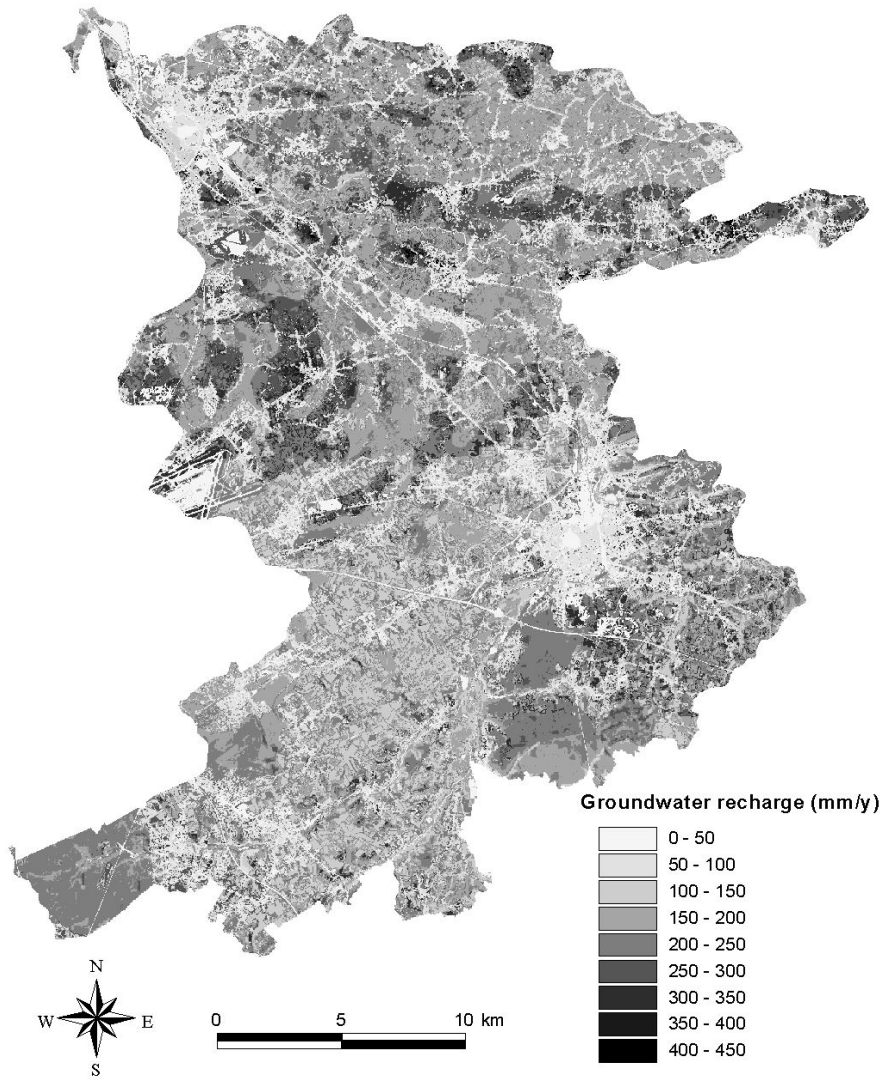 Groundwater recharge (mm/y)
0 - 50
50 - 100
100 - 150
150 - 200
200 - 250
250 - 300
300 - 350
350 - 400
400 - 450
N
W E
S
0 5 10 km